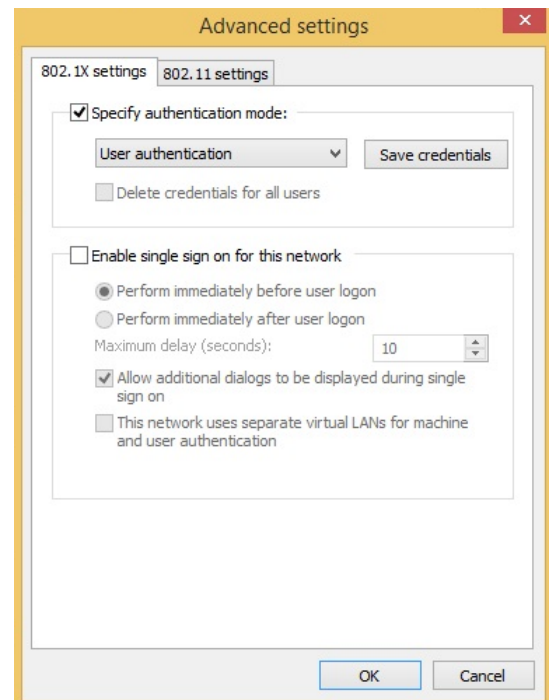 Advanced settings
802.1X settings
802.11 settings
Specify authentication mode:
User authentication
Save credentials
Delete credentials for all users
Enable single sign on for this network
Perform immediately before user logon
Perform immediately after user logon
Maximum delay (seconds):
10
Allow additional dialogs to be displayed during single
sign on
This network uses separate virtual LANs for machine
and user authentication
OK
Cancel